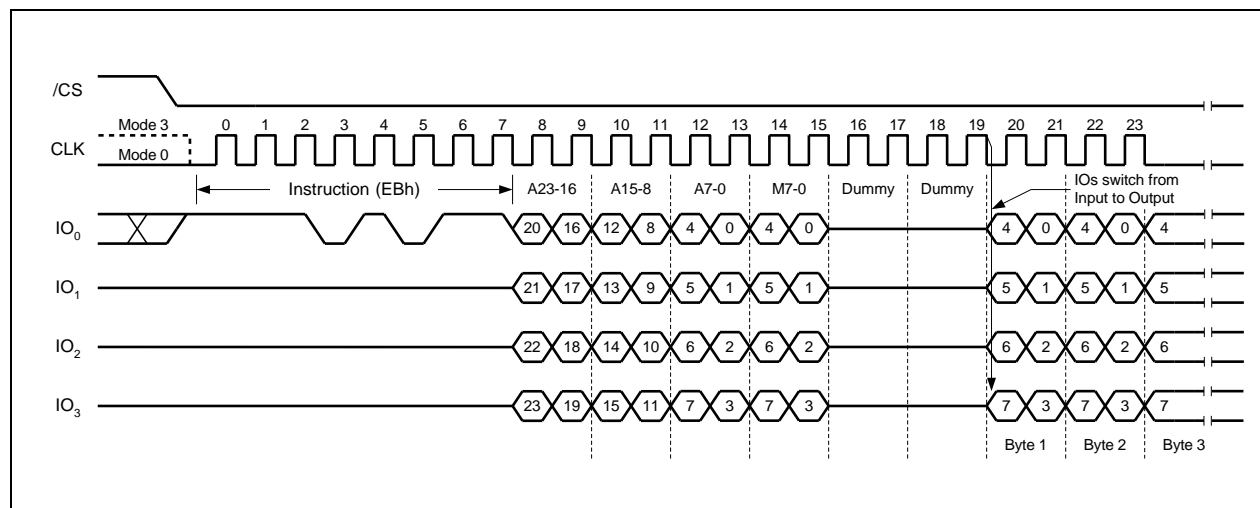 /CS
Mode 3
0 1 2 3 4 5 6 7 8 9 10 11 12 13 14 15 16 17 18 19 20 21 22 23
CLK
Mode 0
Instruction (EBh) A23-16 A15-8 A7-0 M7-0 Dummy Dummy
IOs switch from
Input to Output
IO0 20 16 12 8 4 0 4 0 4 0 4 0 4
IO1 21 17 13 9 5 1 5 1 5 1 5 1 5
IO2 22 18 14 10 6 2 6 2 6 2 6 2 6
IO3 23 19 15 11 7 3 7 3 7 3 7 3 7
Byte 1 Byte 2 Byte 3